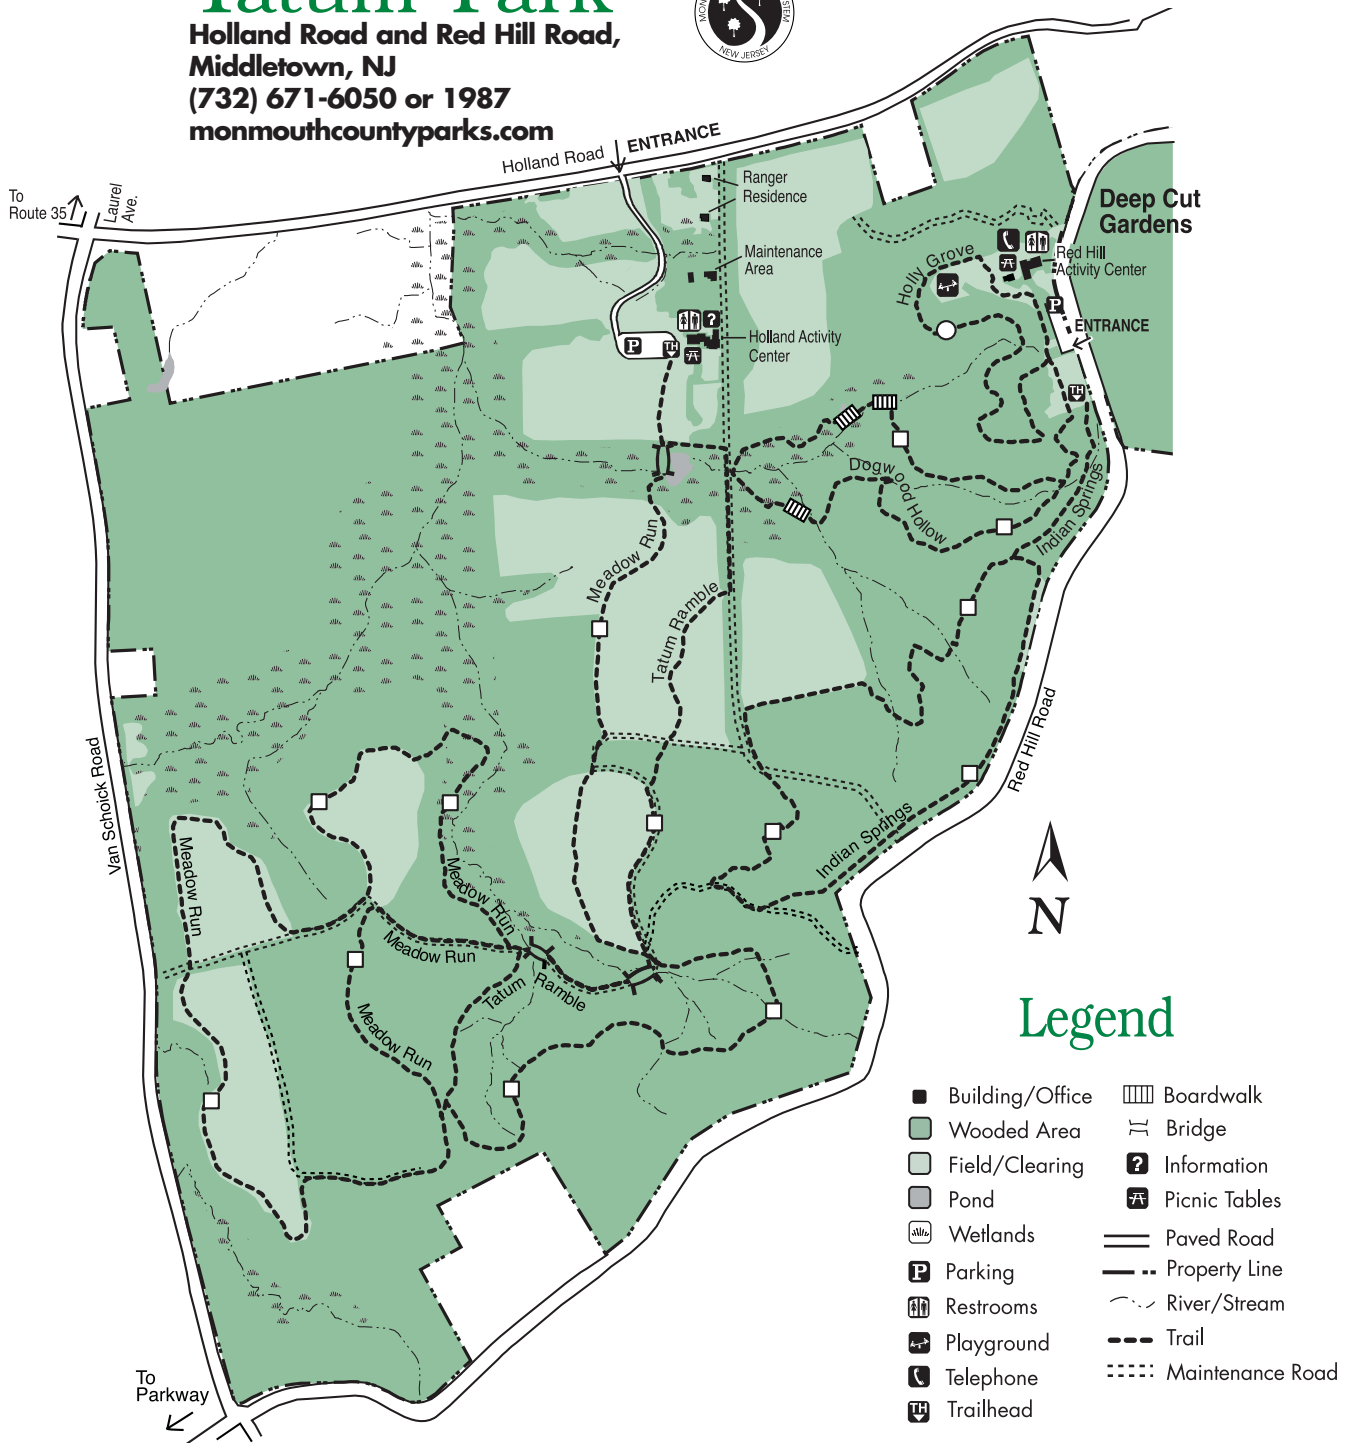 Tatum Park
Holland Road and Red Hill Road,
Middletown, NJ
(732) 671-6050 or 1987
monmouthcountyparks.com
NEW JERSEY
Holland Road
ENTRANCE
To
Route 35
Laurel
Ave.
Ranger
Residence
Maintenance
Area
Holland Activity
Center
P
TH
?
Deep Cut
Gardens
Red Hill
Activity Center
Holly Grove
P
ENTRANCE
TH
Dogwood Hollow
Indian Springs
Meadow Run
Tatum Ramble
Red Hill Road
Van Schoick Road
Indian Springs
Meadow Run
Meadow Run
Meadow Run
Tatum Ramble
Meadow Run
N
To
Parkway
Legend
Building/Office
Wooded Area
Field/Clearing
Pond
Wetlands
P Parking
Restrooms
Playground
Telephone
TH Trailhead
Boardwalk
Bridge
? Information
Picnic Tables
Paved Road
Property Line
River/Stream
Trail
Maintenance Road